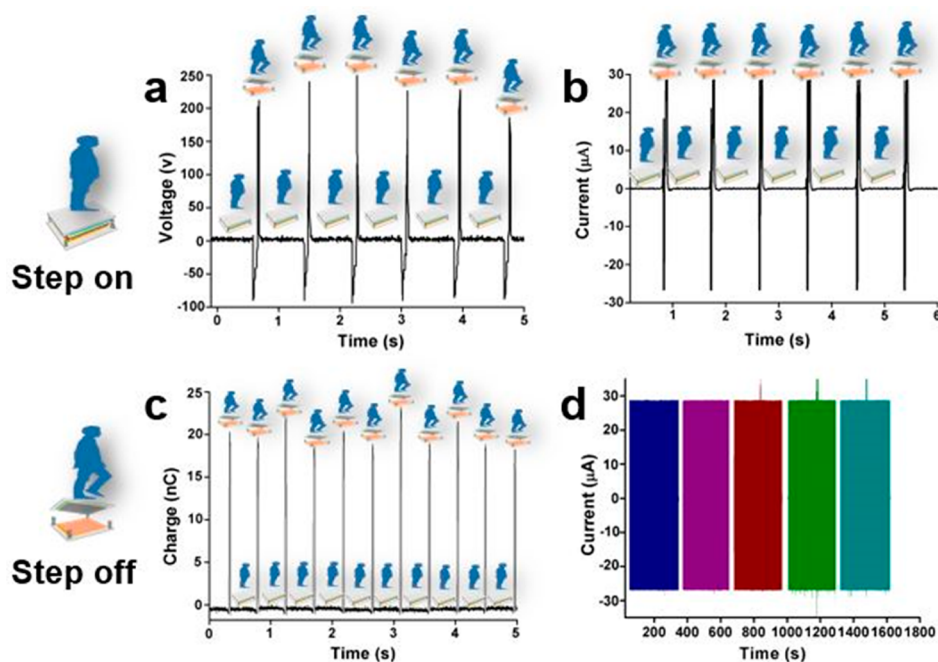 Step on
Step off
a
250
200
150
100
50
0
-50
-100
Voltage (v)
0 1 2 3 4 5
Time (s)
b
30
20
10
0
-10
-20
-30
Current (μA)
1 2 3 4 5 6
Time (s)
c
25
20
15
10
5
0
Charge (nC)
0 1 2 3 4 5
Time (s)
d
30
20
10
0
-10
-20
-30
Current (μA)
200 400 600 800 1000 1200 1400 1600 1800
Time (s)